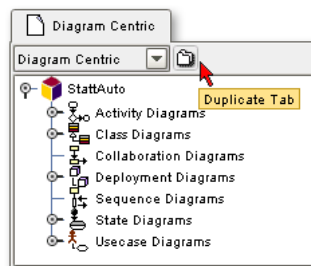 Diagram Centric
Diagram Centric
StattAuto
Duplicate Tab
Activity Diagrams
Class Diagrams
Collaboration Diagrams
Deployment Diagrams
Sequence Diagrams
State Diagrams
Usecase Diagrams